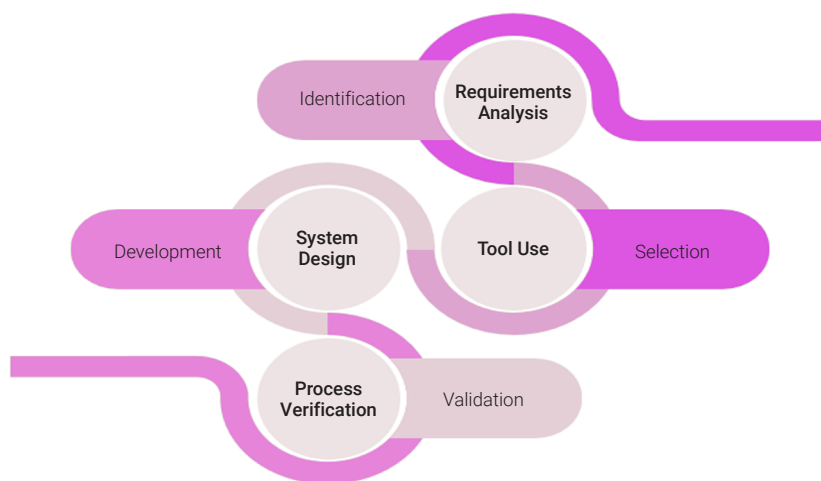 Identification
Requirements
Analysis
Development
System
Design
Tool Use
Selection
Process
Verification
Validation